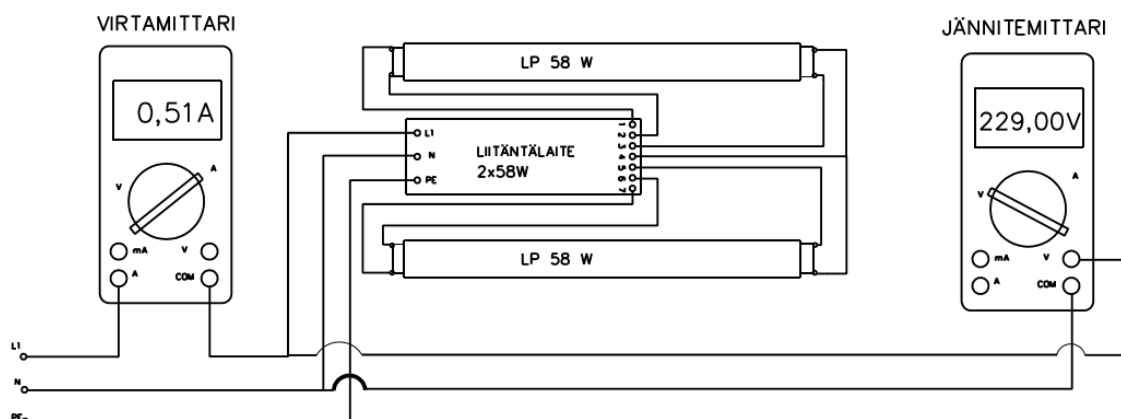 VIRTAMITTARI
JÄNNITEMITTARI
0,51A
V
A
mA
V
A
COM
LP 58 W
L1
N
PE
LIITÄNTÄLAITE
2x58W
1
2
3
4
5
6
7
LP 58 W
229,00V
A
V
mA
V
A
COM
L1
N
PE